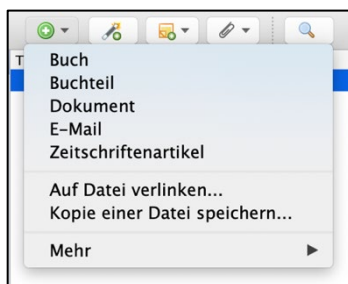 T
Buch
Buchteil
Dokument
E-Mail
Zeitschriftenartikel
Auf Datei verlinken...
Kopie einer Datei speichern...
Mehr